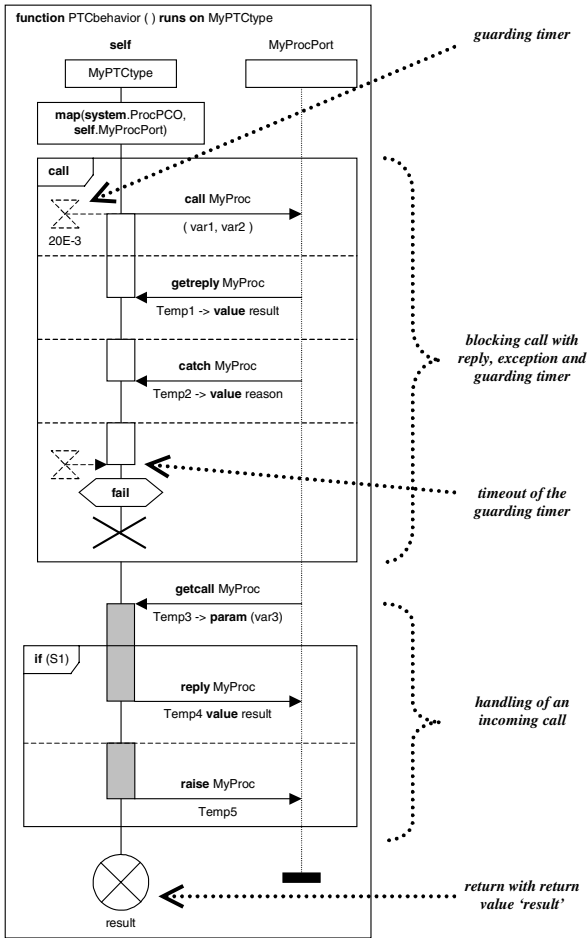 function PTCbehavior ( ) runs on MyPTCtype
guarding timer
self
MyProcPort
MyPTCtype
map(system.ProcPCO,
self.MyProcPort)
call
call MyProc
( var1, var2 )
20E-3
getreply MyProc
Temp1 -> value result
blocking call with
reply, exception and
guarding timer
catch MyProc
Temp2 -> value reason
fail
timeout of the
guarding timer
getcall MyProc
Temp3 -> param (var3)
if (S1)
reply MyProc
Temp4 value result
handling of an
incoming call
raise MyProc
Temp5
result
return with return
value ‘result’